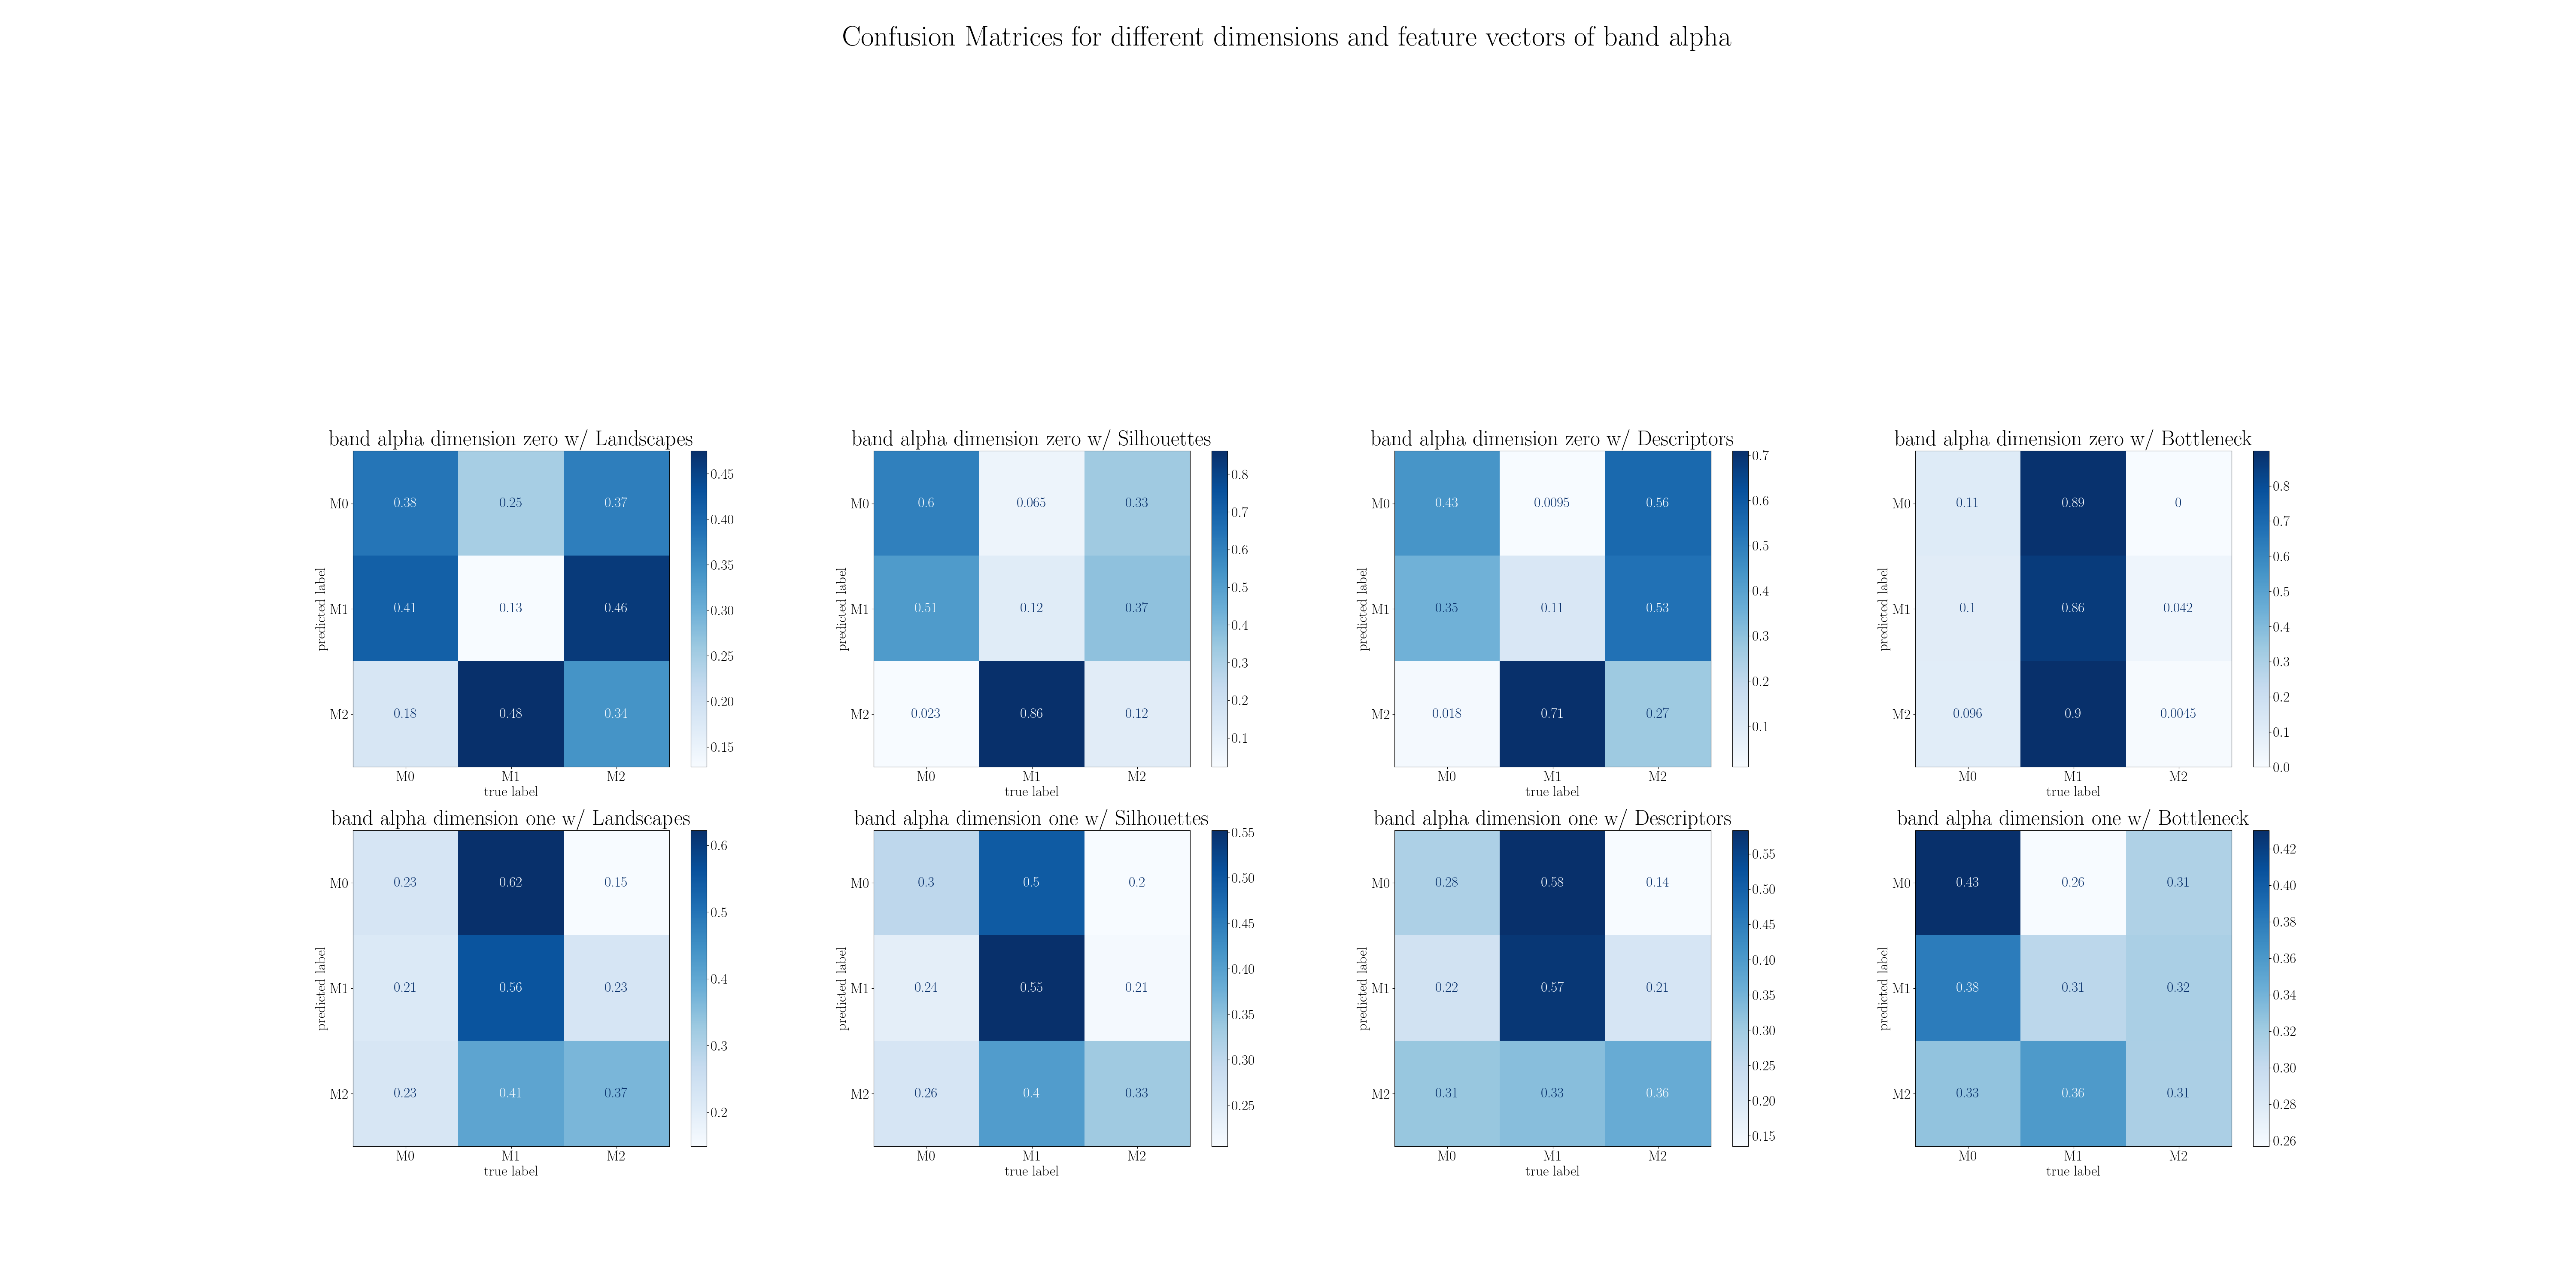 Confusion Matrices for different dimensions and feature vectors of band alpha
band alpha dimension zero w/ Landscapes
predicted label
M0 0.38 0.25 0.37
M1 0.41 0.13 0.46
M2 0.18 0.48 0.34
M0 M1 M2
true label
0.45
0.40
0.35
0.30
0.25
0.20
0.15
band alpha dimension zero w/ Silhouettes
predicted label
M0 0.6 0.065 0.33
M1 0.51 0.12 0.37
M2 0.023 0.86 0.12
M0 M1 M2
true label
0.8
0.7
0.6
0.5
0.4
0.3
0.2
0.1
band alpha dimension zero w/ Descriptors
predicted label
M0 0.43 0.0095 0.56
M1 0.35 0.11 0.53
M2 0.018 0.71 0.27
M0 M1 M2
true label
0.7
0.6
0.5
0.4
0.3
0.2
0.1
band alpha dimension zero w/ Bottleneck
predicted label
M0 0.11 0.89 0
M1 0.1 0.86 0.042
M2 0.096 0.9 0.0045
M0 M1 M2
true label
0.8
0.7
0.6
0.5
0.4
0.3
0.2
0.1
0.0
band alpha dimension one w/ Landscapes
predicted label
M0 0.23 0.62 0.15
M1 0.21 0.56 0.23
M2 0.23 0.41 0.37
M0 M1 M2
true label
0.6
0.5
0.4
0.3
0.2
band alpha dimension one w/ Silhouettes
predicted label
M0 0.3 0.5 0.2
M1 0.24 0.55 0.21
M2 0.26 0.4 0.33
M0 M1 M2
true label
0.55
0.50
0.45
0.40
0.35
0.30
0.25
band alpha dimension one w/ Descriptors
predicted label
M0 0.28 0.58 0.14
M1 0.22 0.57 0.21
M2 0.31 0.33 0.36
M0 M1 M2
true label
0.55
0.50
0.45
0.40
0.35
0.30
0.25
0.20
0.15
band alpha dimension one w/ Bottleneck
predicted label
M0 0.43 0.26 0.31
M1 0.38 0.31 0.32
M2 0.33 0.36 0.31
M0 M1 M2
true label
0.42
0.40
0.38
0.36
0.34
0.32
0.30
0.28
0.26